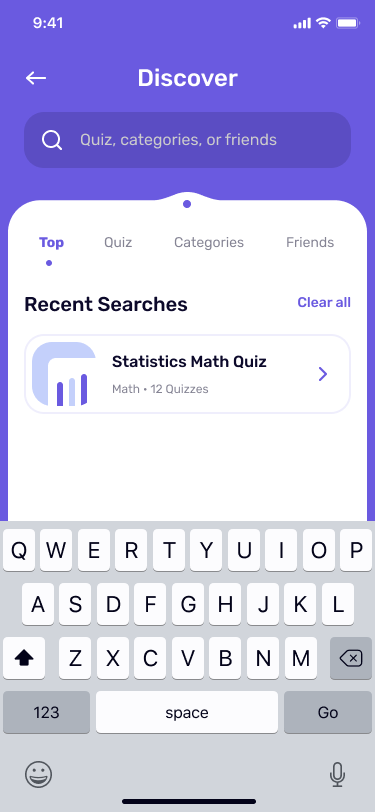 9:41
Discover
Quiz, categories, or friends
Top Quiz Categories Friends
Recent Searches Clear all
Statistics Math Quiz
Math • 12 Quizzes
Q W E R T Y U I O P
A S D F G H J K L
Z X C V B N M
123 space Go